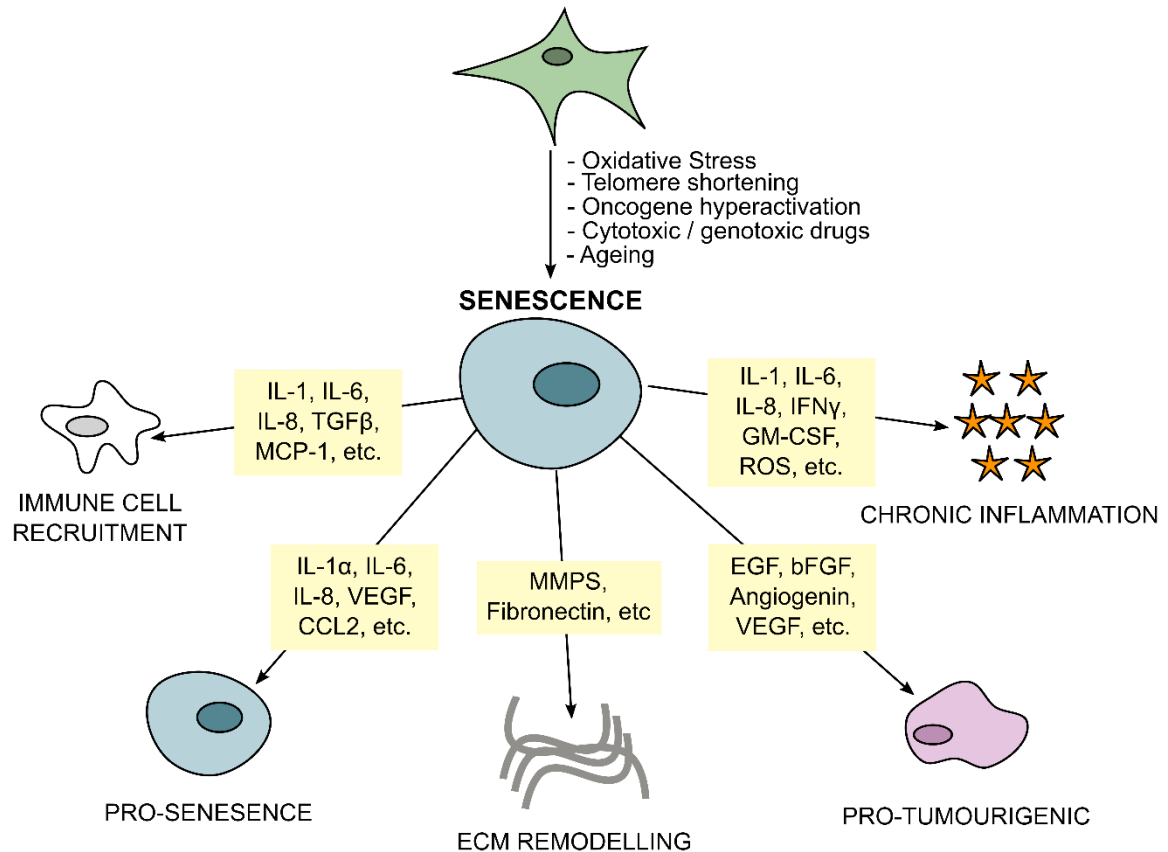 - Oxidative Stress
- Telomere shortening
- Oncogene hyperactivation
- Cytotoxic / genotoxic drugs
- Ageing
SENESCENCE
IL-1, IL-6,
IL-8, TGFβ,
MCP-1, etc.
IMMUNE CELL
RECRUITMENT
IL-1, IL-6,
IL-8, IFNγ,
GM-CSF,
ROS, etc.
CHRONIC INFLAMMATION
IL-1α, IL-6,
IL-8, VEGF,
CCL2, etc.
PRO-SENESENCE
MMPS,
Fibronectin, etc
ECM REMODELLING
EGF, bFGF,
Angiogenin,
VEGF, etc.
PRO-TUMOURIGENIC